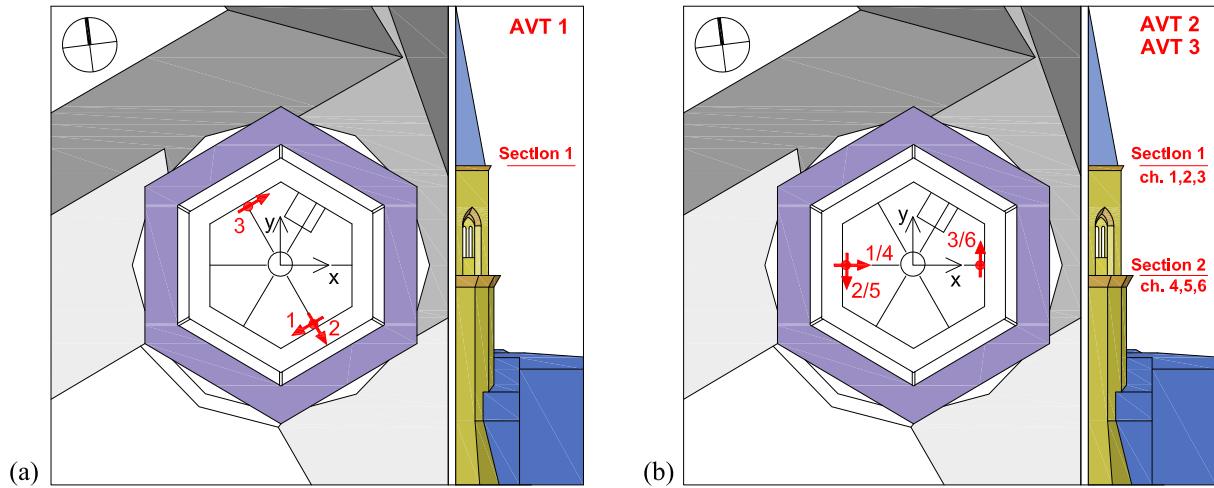 AVT 1
Section 1
3
y
x
1
2
(a)
AVT 2
AVT 3
Section 1
ch. 1,2,3
y
3/6
1/4
x
2/5
Section 2
ch. 4,5,6
(b)